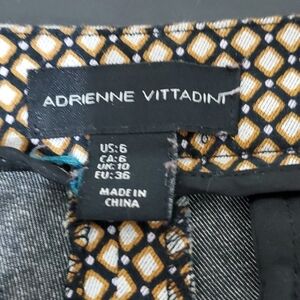 ADRIENNE VITTADINI
US:6
CA:6
UK:10
EU:36
MADE IN
CHINA